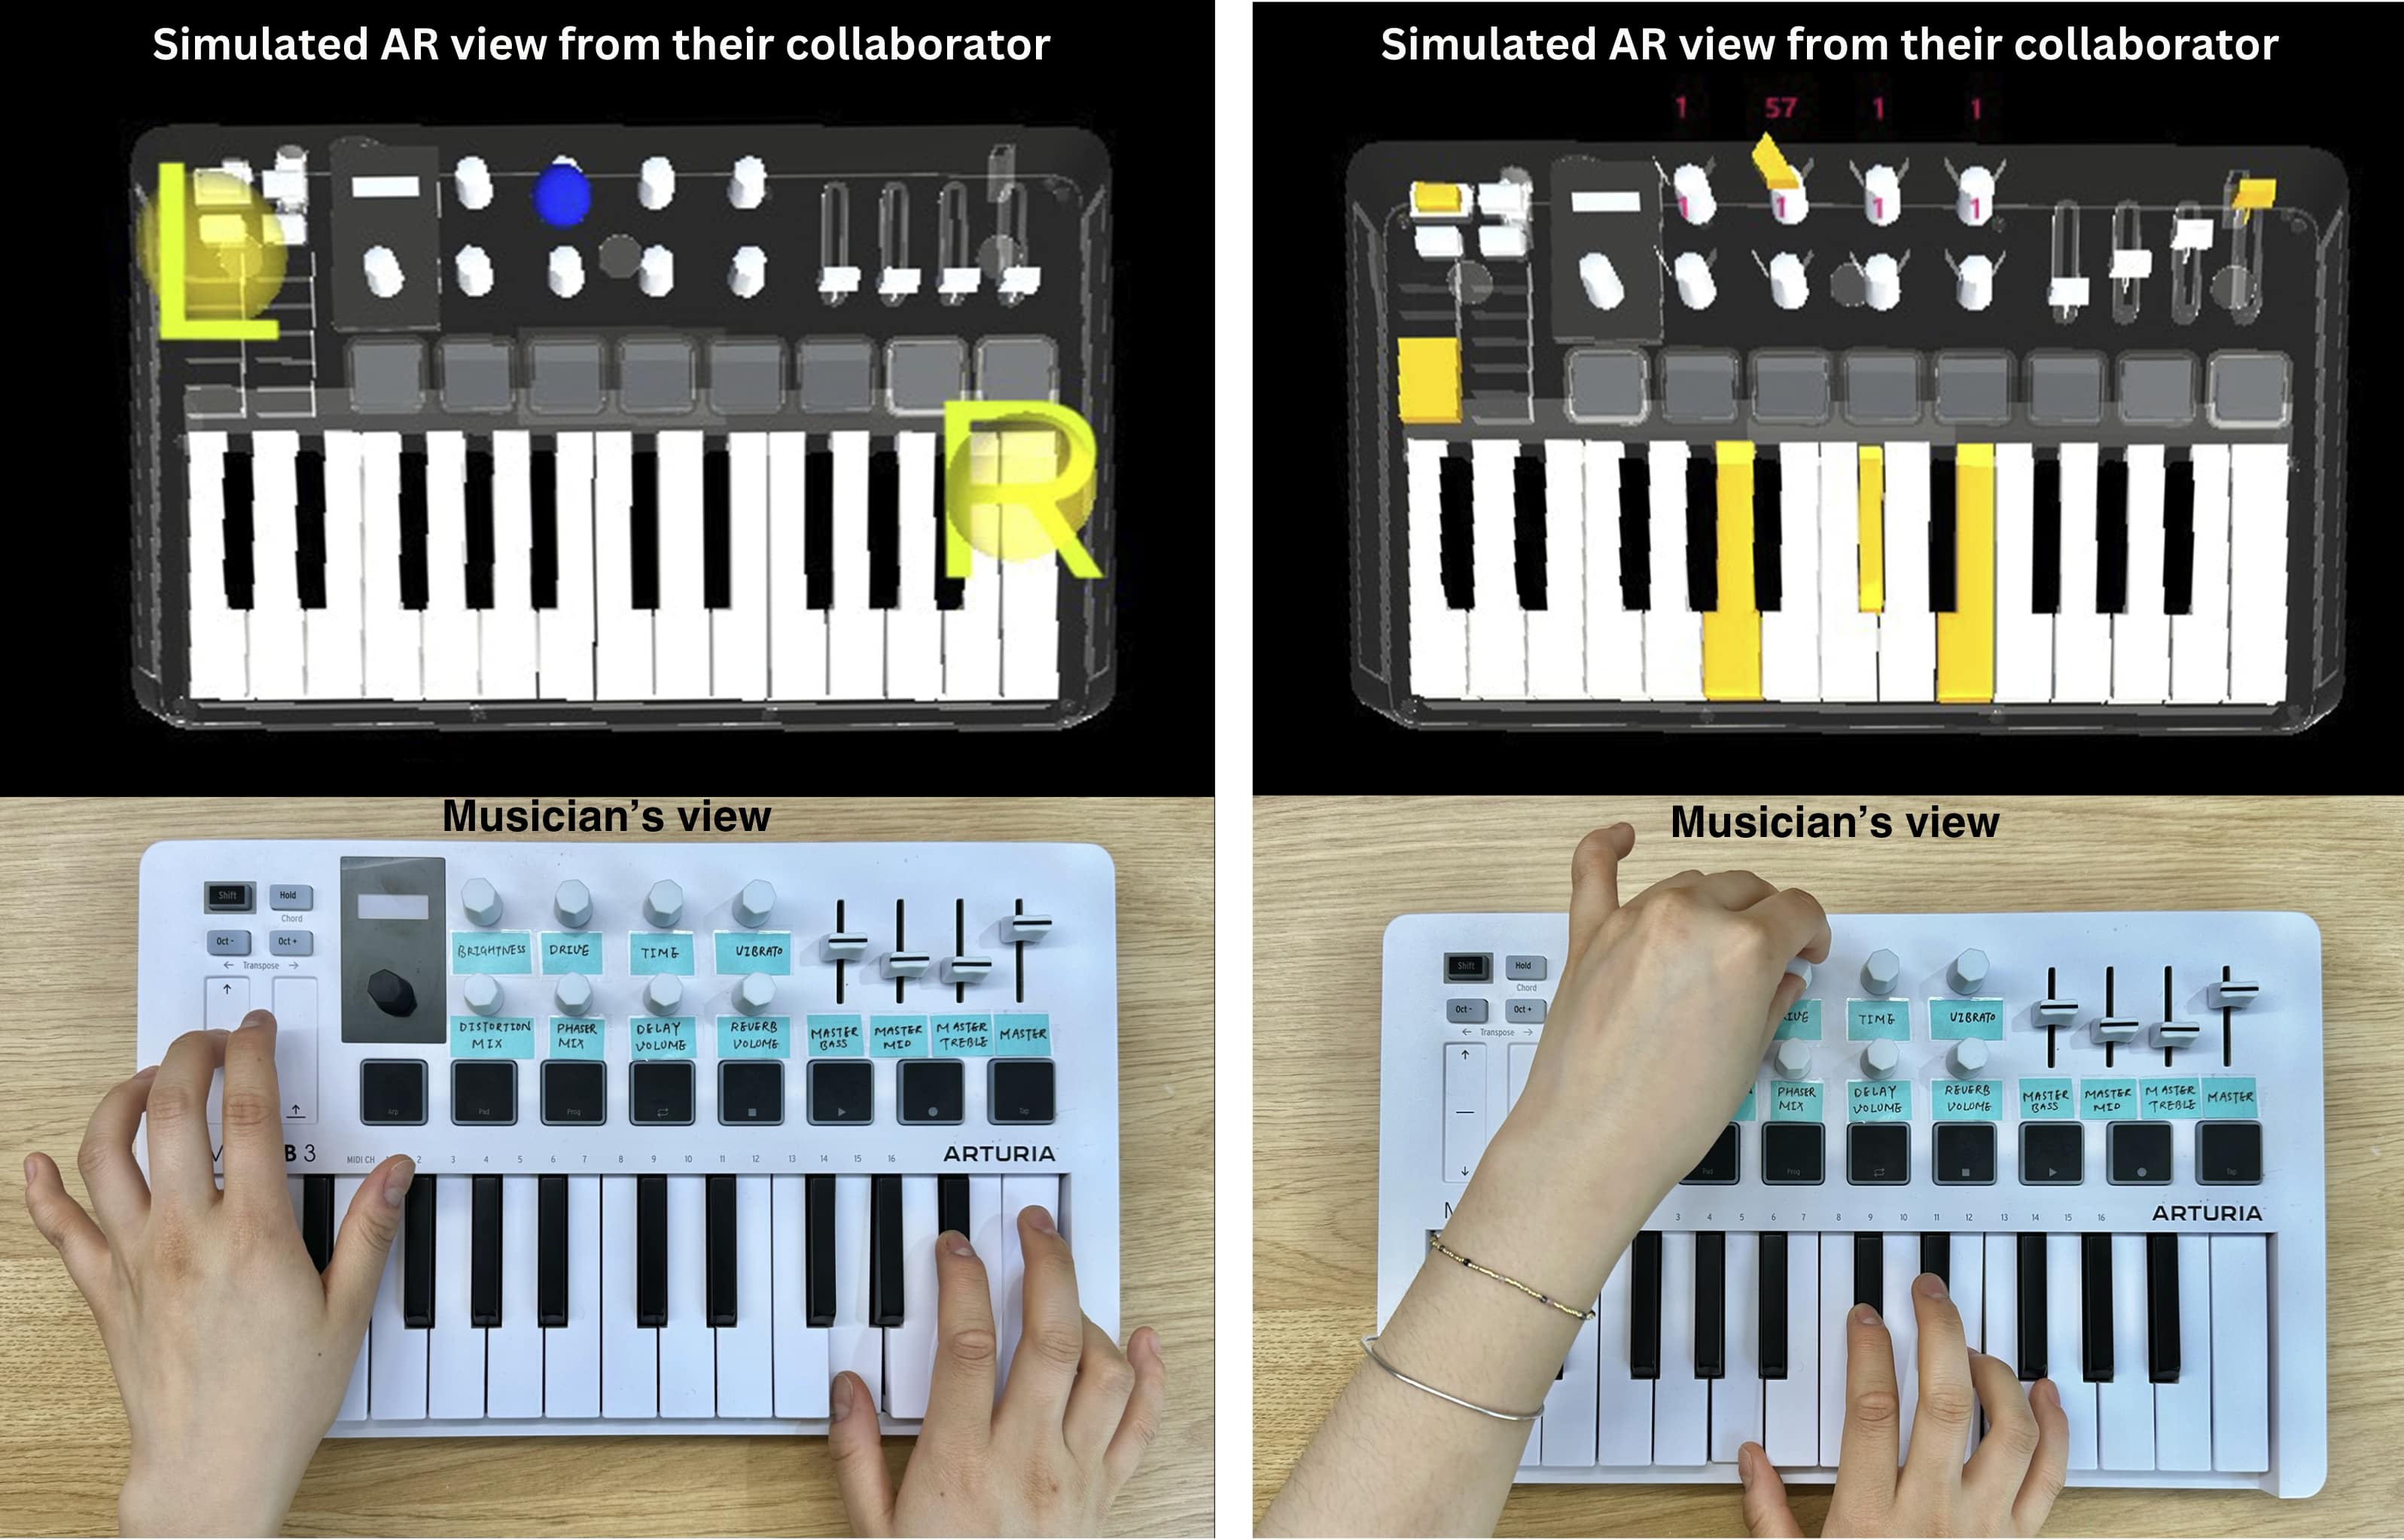 Simulated AR view from their collaborator
L
R
Simulated AR view from their collaborator
1 57 1 1
1 1 1 1
Musician's view
Shift Hold
Chord
Oct - Oct +
← Transpose →
↑
BRIGHTNESS DRIVE TIME VIBRATO
DISTORTION MIX
PHASER MIX
DELAY VOLUME
REVERB VOLUME
MASTER BASS
MASTER MID
MASTER TREBLE
MASTER
Arp Pad Prog Tap
B 3
MIDI CH 2 3 4 5 6 7 8 9 10 11 12 13 14 15 16
ARTURIA
Musician's view
Shift Hold
Chord
Oct - Oct +
← Transpose →
↑
↓
TIME VIBRATO
PHASER MIX
DELAY VOLUME
REVERB VOLUME
MASTER BASS
MASTER MID
MASTER TREBLE
MASTER
Pad Prog Tap
3 4 5 6 7 8 9 10 11 12 13 14 15 16
ARTURIA